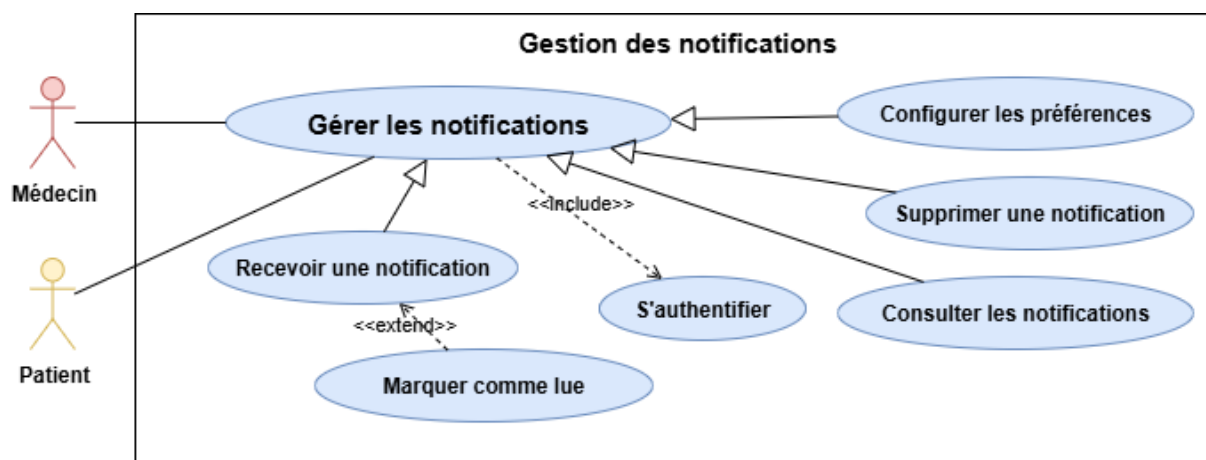 Gestion des notifications
Gérer les notifications
Configurer les préférences
Médecin
<<Include>>
Supprimer une notification
Recevoir une notification
S'authentifier
Consulter les notifications
<<extend>>
Patient
Marquer comme lue